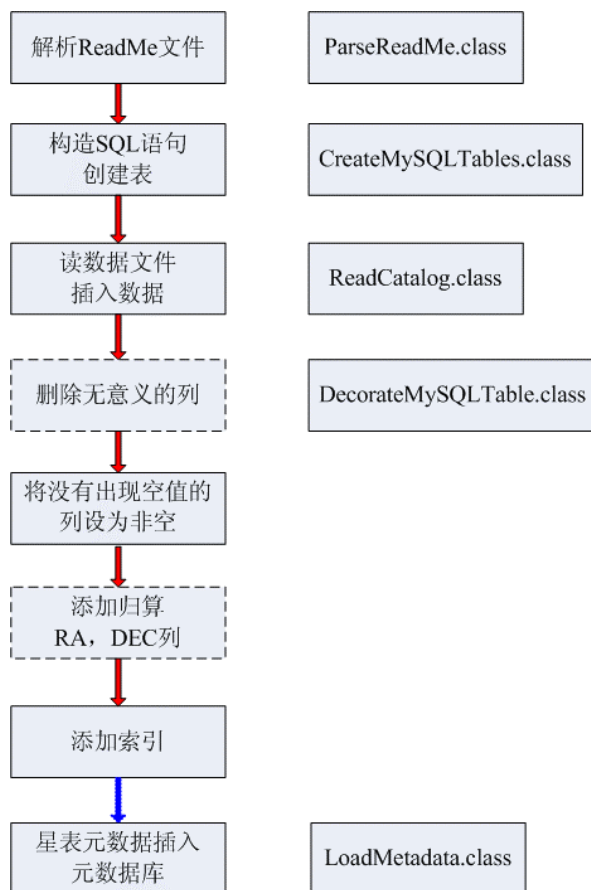 解析ReadMe文件
ParseReadMe.class
构造SQL语句
创建表
CreateMySQLTables.class
读数据文件
插入数据
ReadCatalog.class
删除无意义的列
DecorateMySQLTable.class
将没有出现空值的
列设为非空
添加归算
RA，DEC列
添加索引
星表元数据插入
元数据库
LoadMetadata.class